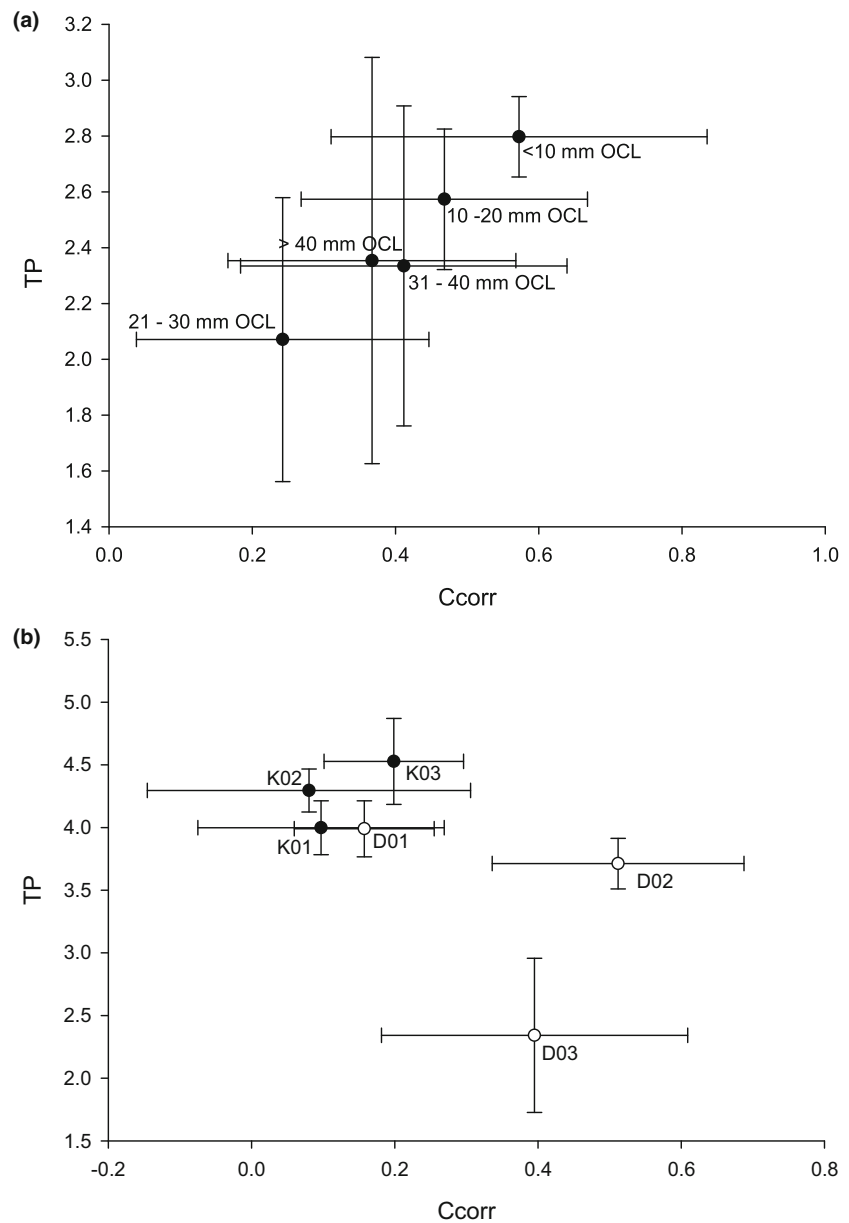 (a)
3.2
3.0
2.8
2.6
2.4
2.2
2.0
1.8
1.6
1.4
TP
<10 mm OCL
10 -20 mm OCL
> 40 mm OCL
31 - 40 mm OCL
21 - 30 mm OCL
0.0 0.2 0.4 0.6 0.8 1.0
Ccorr
(b)
5.5
5.0
4.5
4.0
3.5
3.0
2.5
2.0
1.5
TP
K02
K03
K01
D01
D02
D03
-0.2 0.0 0.2 0.4 0.6 0.8
Ccorr